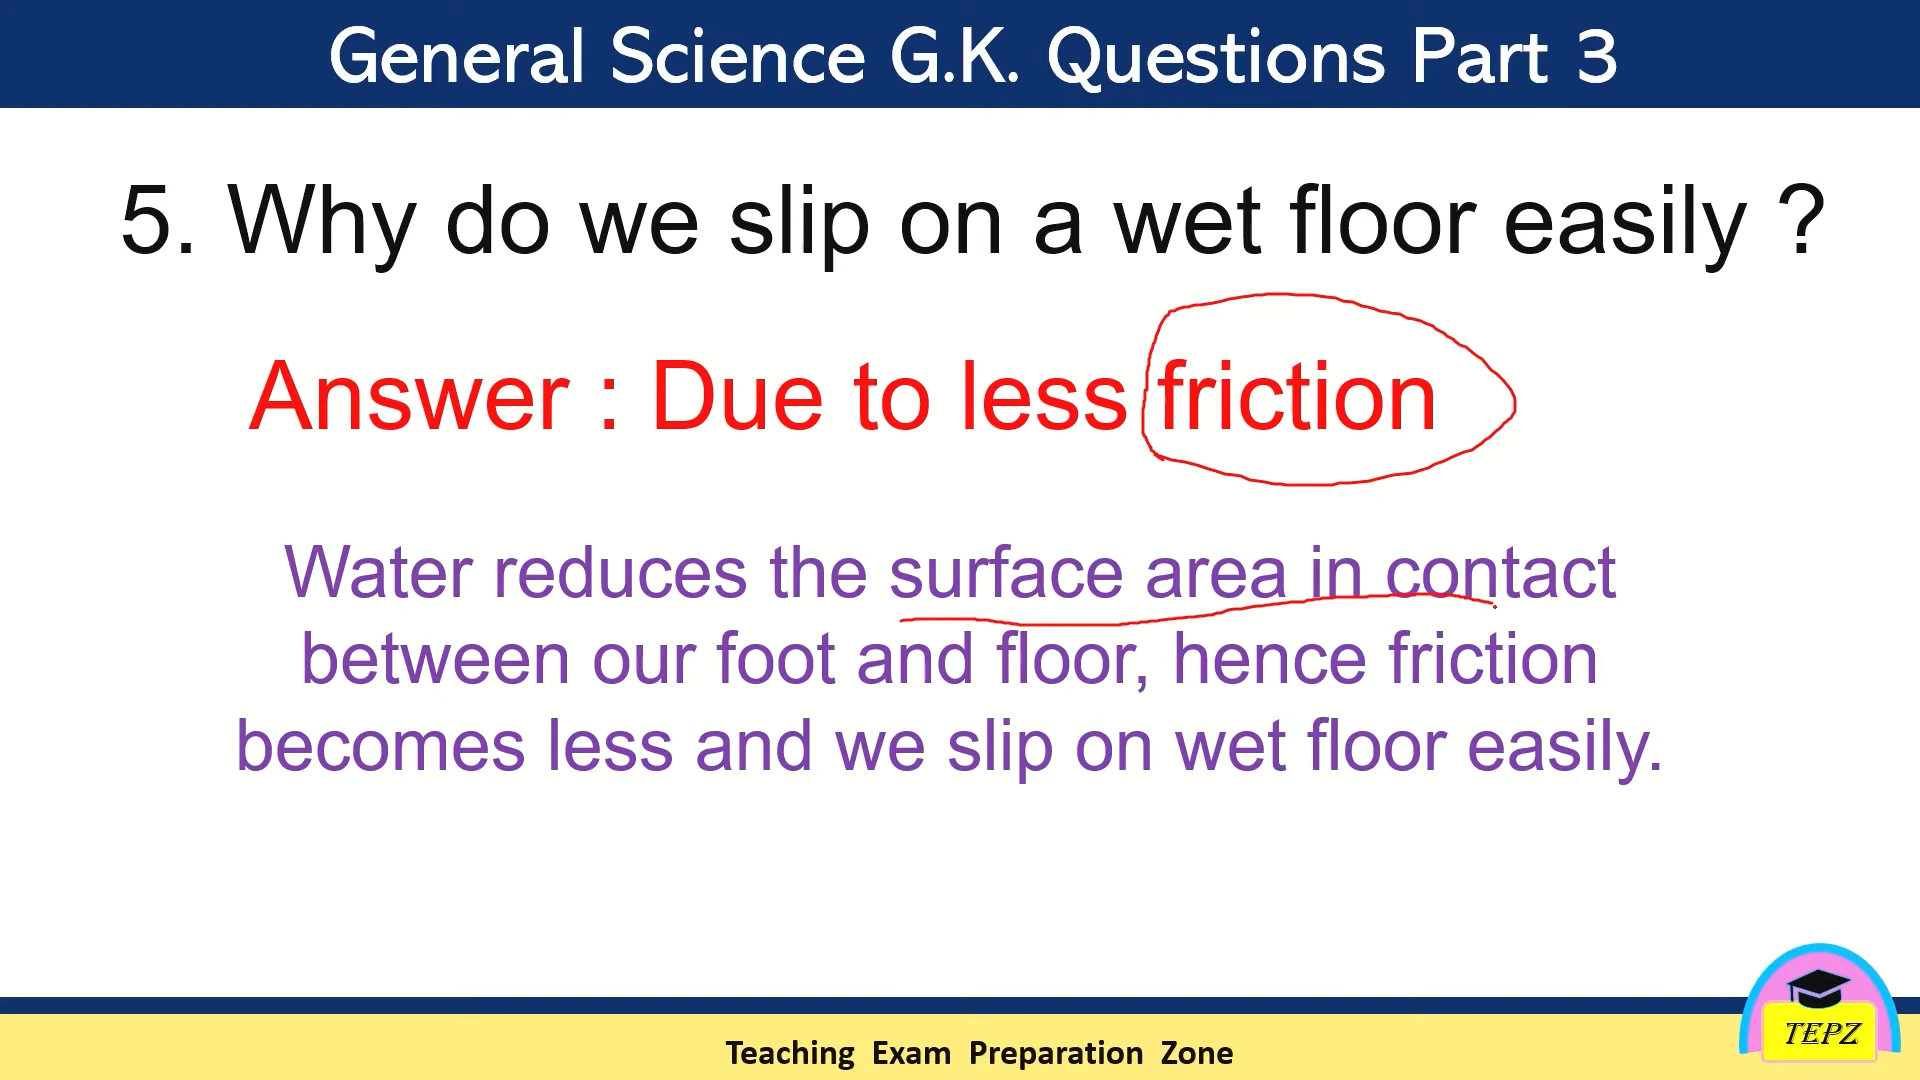 General Science G.K. Questions Part 3
5. Why do we slip on a wet floor easily ?
Answer : Due to less friction
Water reduces the surface area in contact
between our foot and floor, hence friction
becomes less and we slip on wet floor easily.
TEPZ
Teaching Exam Preparation Zone